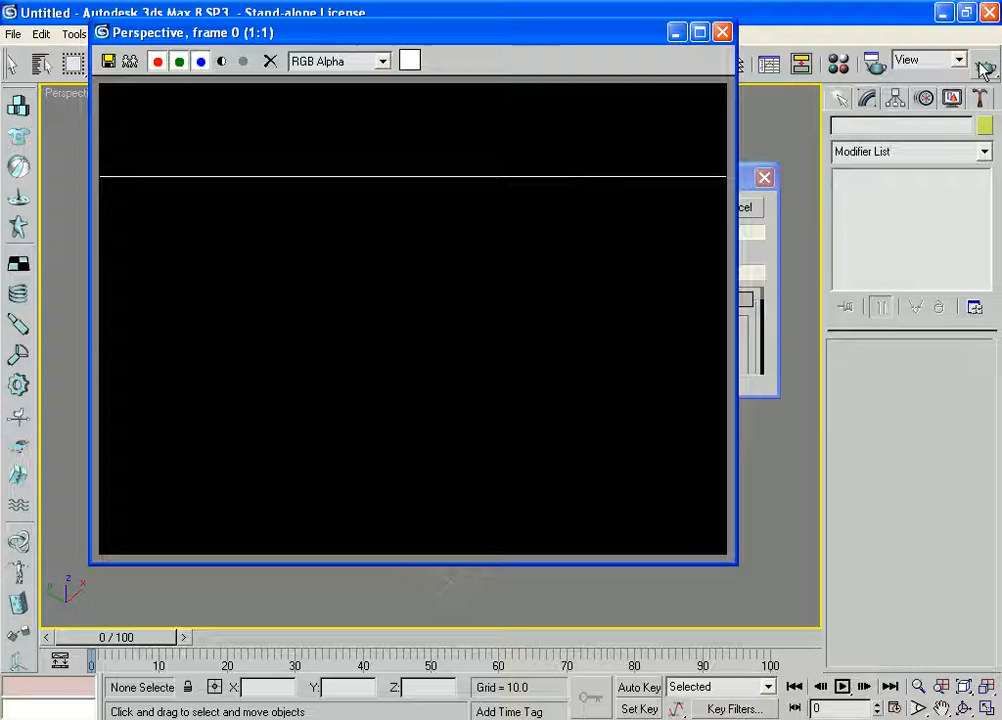 Untitled - Autodesk 3ds Max 8 SP3 - Stand-alone License
Perspective, frame 0 (1:1)
File Edit Tools
RGB Alpha
View
Perspec
Modifier List
cel
z
x
y
0 / 100
0 10 20 30 40 50 60 70 80 90 100
None Selecte X: Y: Z: Grid = 10.0 Auto Key Selected
Click and drag to select and move objects Add Time Tag Set Key Key Filters... 0